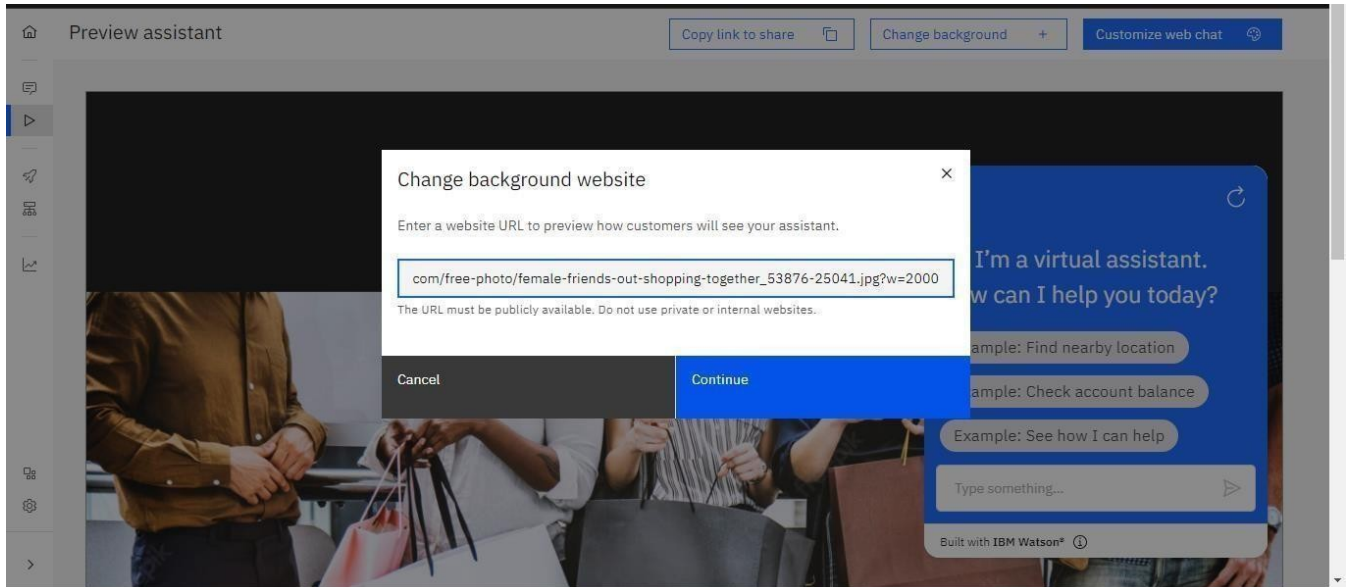 Preview assistant
Copy link to share
Change background +
Customize web chat
Change background website
Enter a website URL to preview how customers will see your assistant.
com/free-photo/female-friends-out-shopping-together_53876-25041.jpg?w=2000
The URL must be publicly available. Do not use private or internal websites.
Cancel
Continue
I'm a virtual assistant.
can I help you today?
Find nearby location
Check account balance
Example: See how I can help
Type something...
Built with IBM Watson®